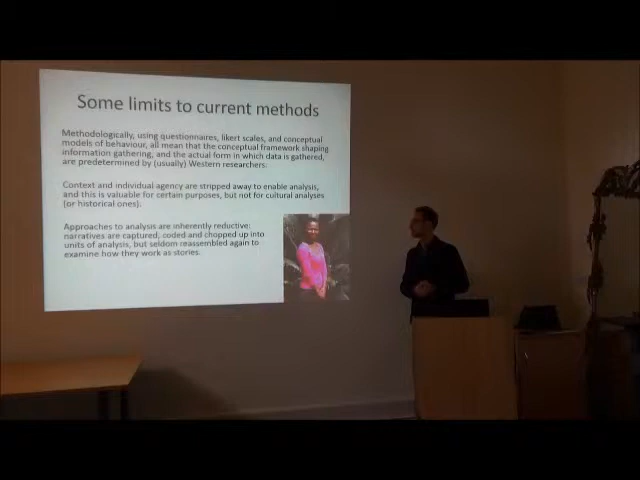 Some limits to current methods
Methodologically, using questionnaires, likert scales, and conceptual
models of behaviour, all mean that the conceptual framework shaping
information gathering, and the actual form in which data is gathered,
are predetermined by (usually) Western researchers.
Context and individual agency are stripped away to enable analysis,
and this is valuable for certain purposes, but not for cultural analyses
(or historical ones).
Approaches to analysis are inherently reductive:
narratives are captured, coded and chopped up into
units of analysis, but seldom reassembled again to
examine how they work as stories.